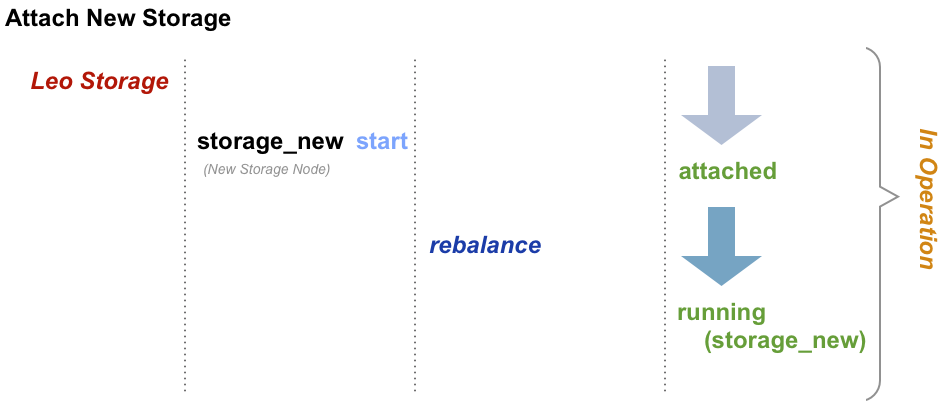 Attach New Storage
Leo Storage
storage_new start
(New Storage Node)
attached
rebalance
running
(storage_new)
In Operation